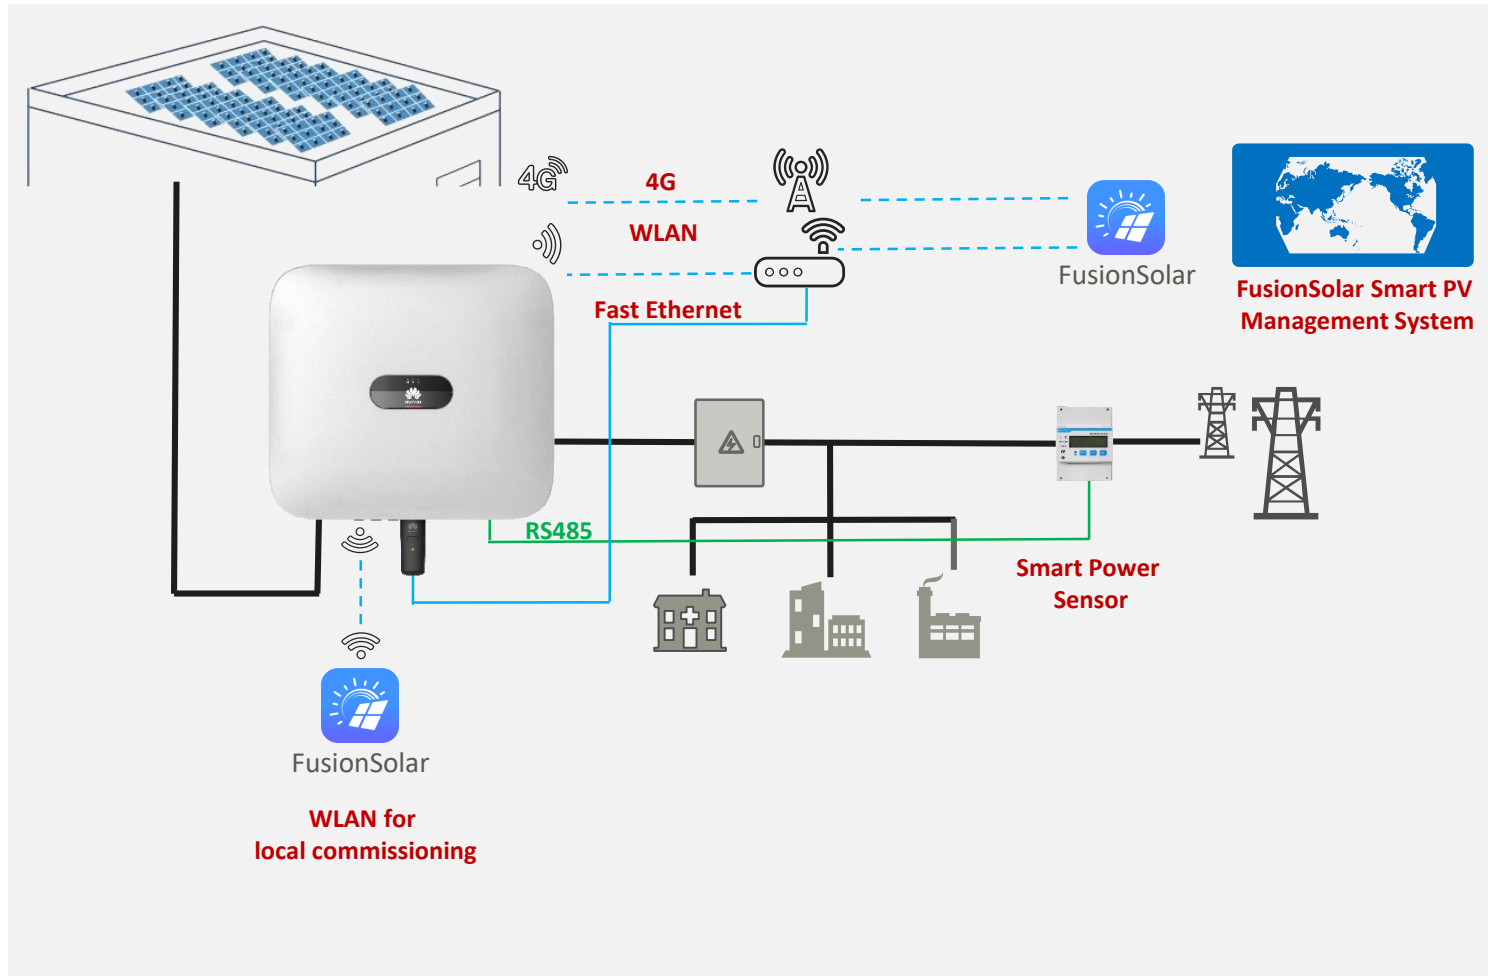 4G
4G
WLAN
Fast Ethernet
FusionSolar
FusionSolar Smart PV
Management System
HUAWEI
RS485
Smart Power
Sensor
FusionSolar
WLAN for
local commissioning